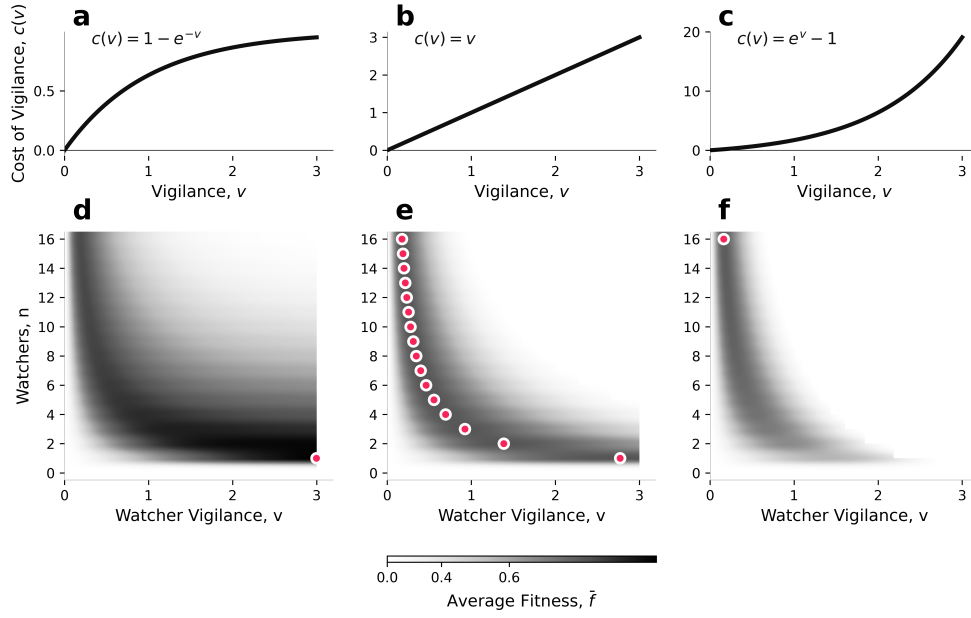 a
b
c
c(v) = 1 − e^{−v}
c(v) = v
c(v) = e^{v} − 1
Cost of Vigilance, c(v)
0.5
0.0
3
2
1
0
20
10
0
0 1 2 3
0 1 2 3
0 1 2 3
Vigilance, v
Vigilance, v
Vigilance, v
d
e
f
Watchers, n
16
14
12
10
8
6
4
2
0
16
14
12
10
8
6
4
2
0
16
14
12
10
8
6
4
2
0
0 1 2 3
0 1 2 3
0 1 2 3
Watcher Vigilance, v
Watcher Vigilance, v
Watcher Vigilance, v
0.0 0.4 0.6
Average Fitness, f̄